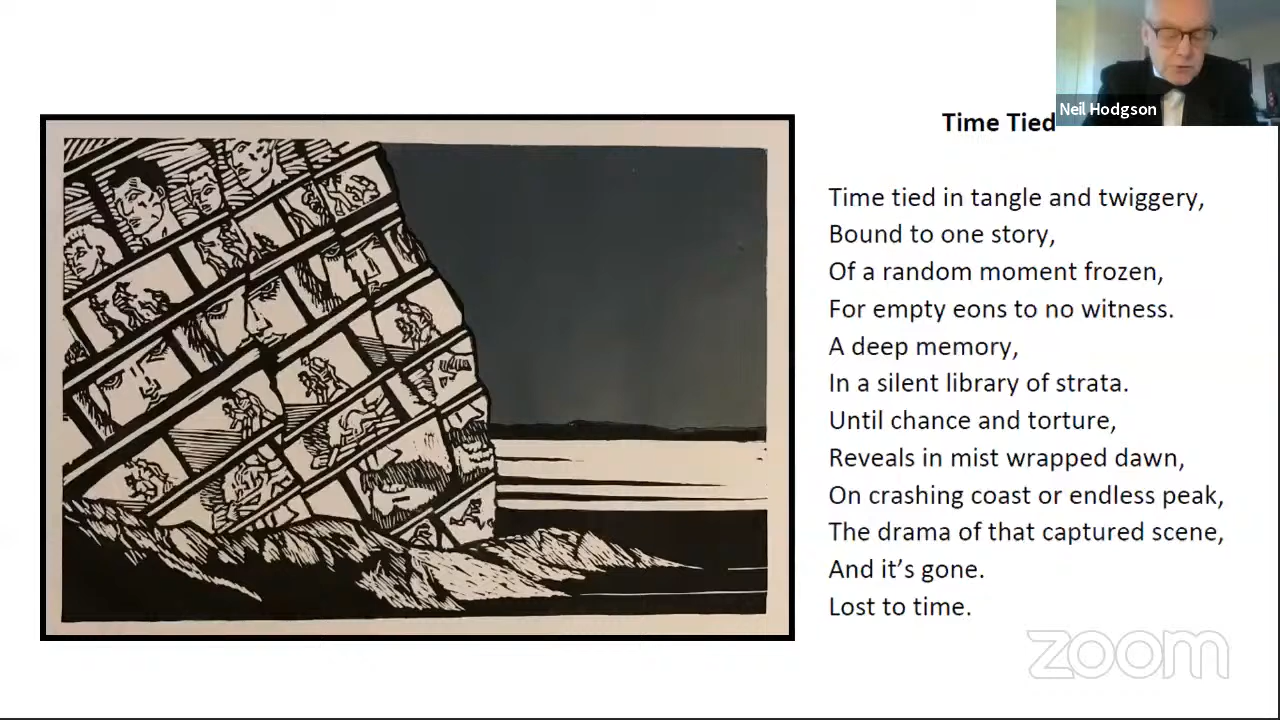 Neil Hodgson
Time Tied
Time tied in tangle and twiggery,
Bound to one story,
Of a random moment frozen,
For empty eons to no witness.
A deep memory,
In a silent library of strata.
Until chance and torture,
Reveals in mist wrapped dawn,
On crashing coast or endless peak,
The drama of that captured scene,
And it’s gone.
Lost to time.
zoom